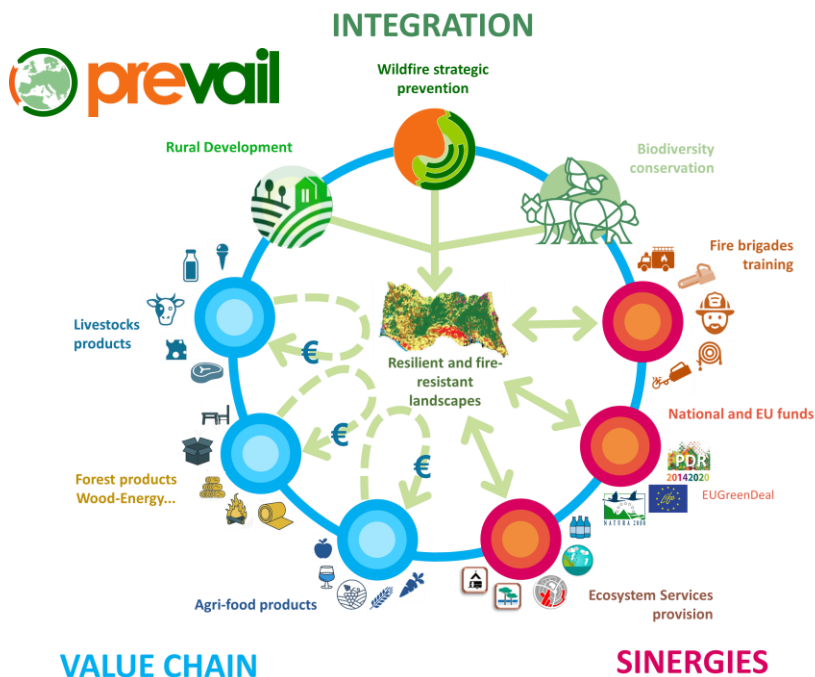 INTEGRATION
prevail
Wildfire strategic
prevention
Rural Development
Biodiversity
conservation
Fire brigades
training
Livestocks
products
€
Resilient and fire-
resistant
landscapes
National and EU funds
€
€
Forest products
Wood-Energy...
PDR
20142020
EUGreenDeal
Life
NATURA 2000
Agri-food products
Ecosystem Services
provision
VALUE CHAIN
SINERGIES